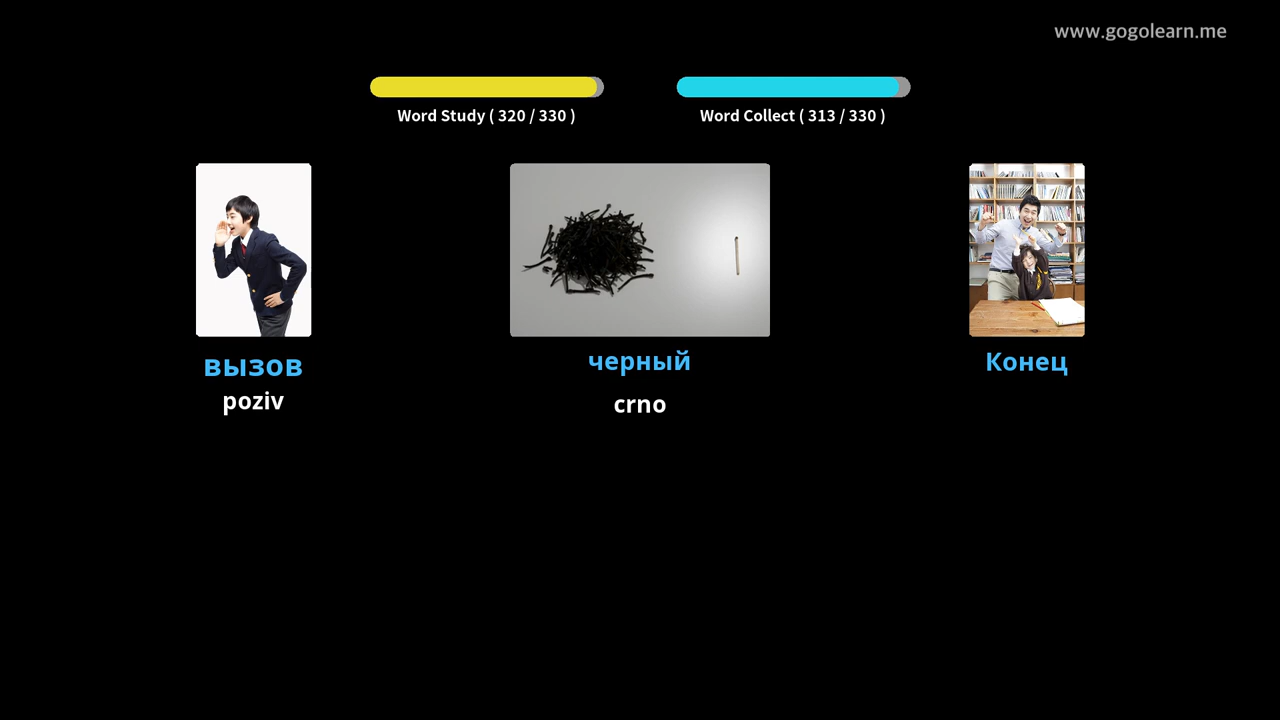 www.gogolearn.me
Word Study ( 320 / 330 )
Word Collect ( 313 / 330 )
вызов
poziv
черный
crno
Конец